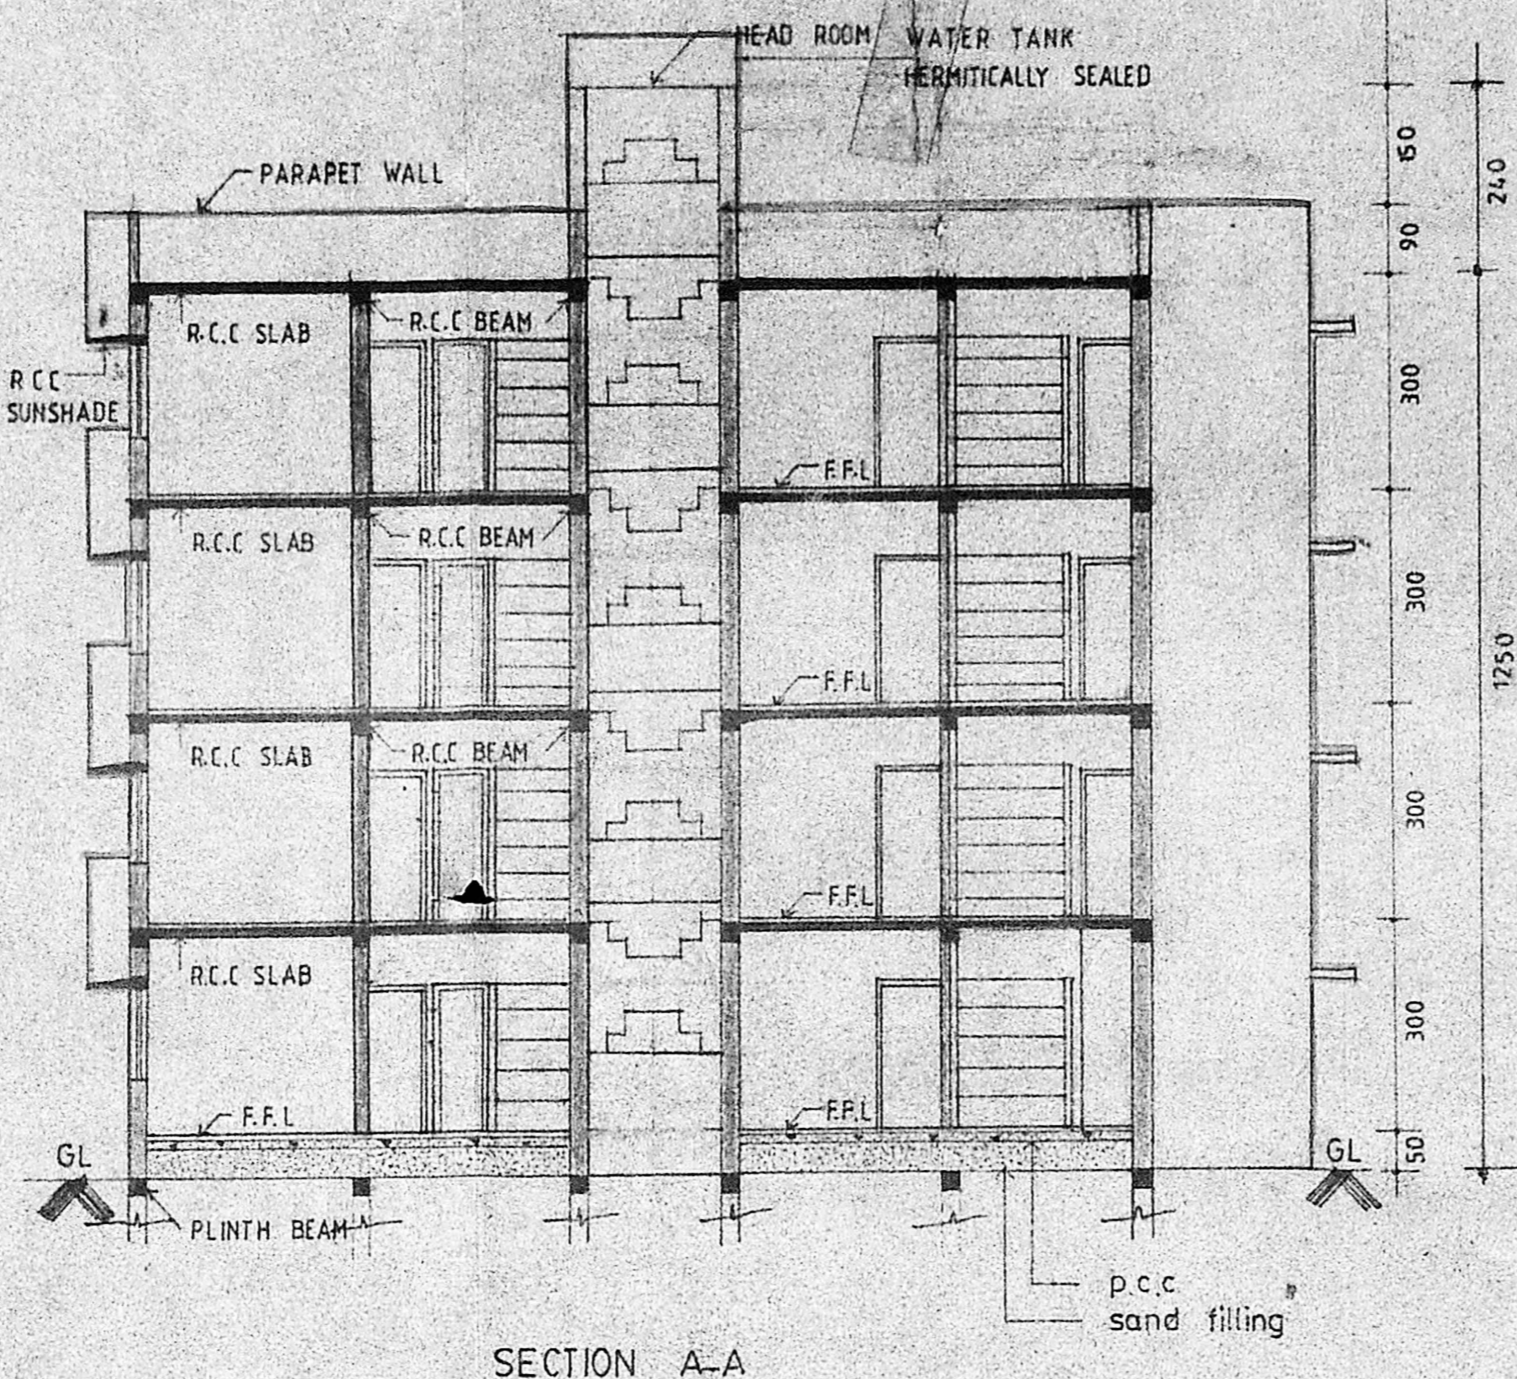 HEAD ROOM
WATER TANK
HERMITICALLY SEALED
PARAPET WALL
150
240
90
R.C.C SLAB
R.C.C BEAM
R C C
SUNSHADE
300
F.F.L
R.C.C SLAB
R.C.C BEAM
300
F.F.L
1250
R.C.C SLAB
R.C.C BEAM
300
F.F.L
R.C.C SLAB
300
F.F.L
F.F.L
GL
GL
50
PLINTH BEAM
p.c.c
sand filling
SECTION A-A